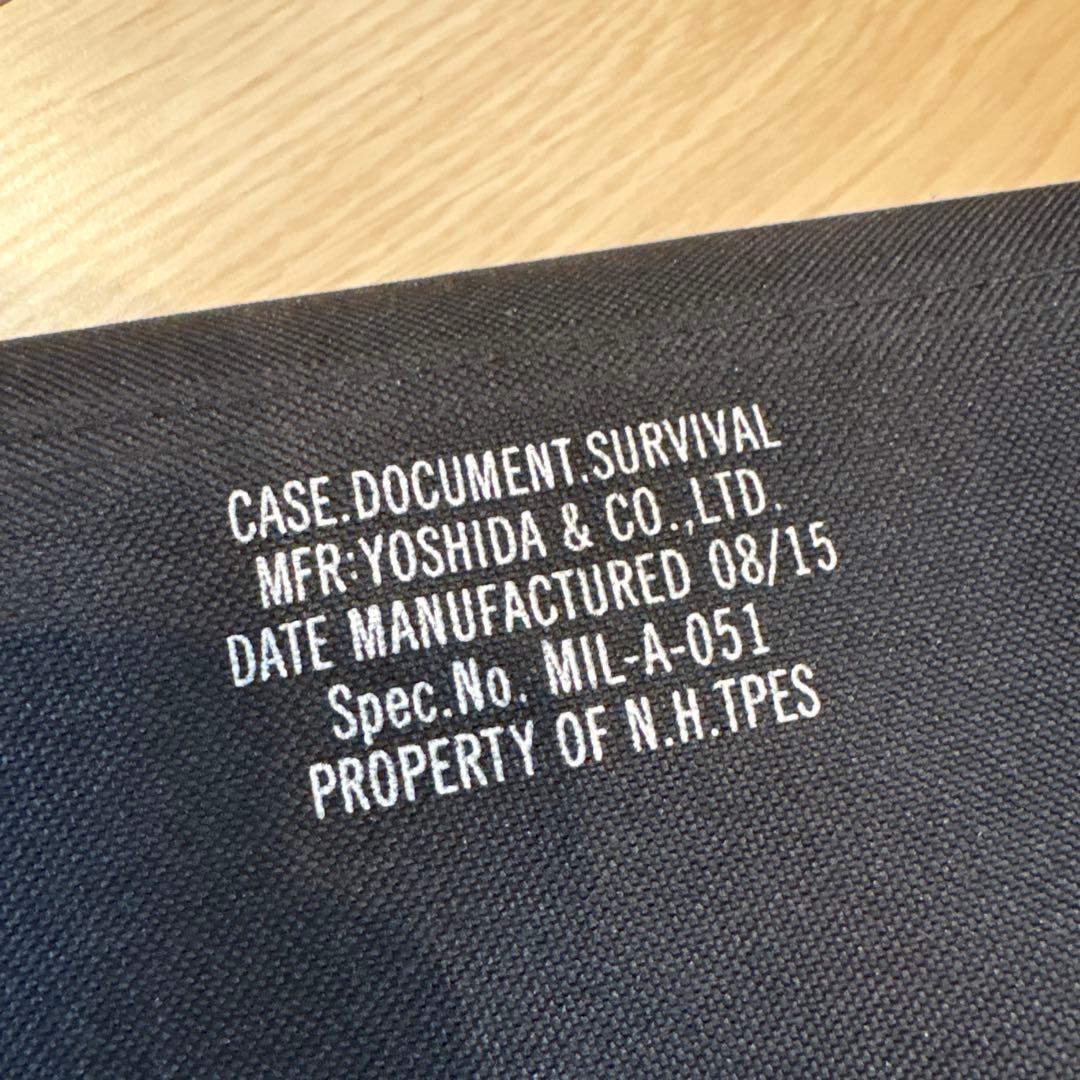 CASE.DOCUMENT.SURVIVAL
MFR:YOSHIDA & CO.,LTD.
DATE MANUFACTURED 08/15
Spec.No. MIL-A-051
PROPERTY OF N.H.TPES